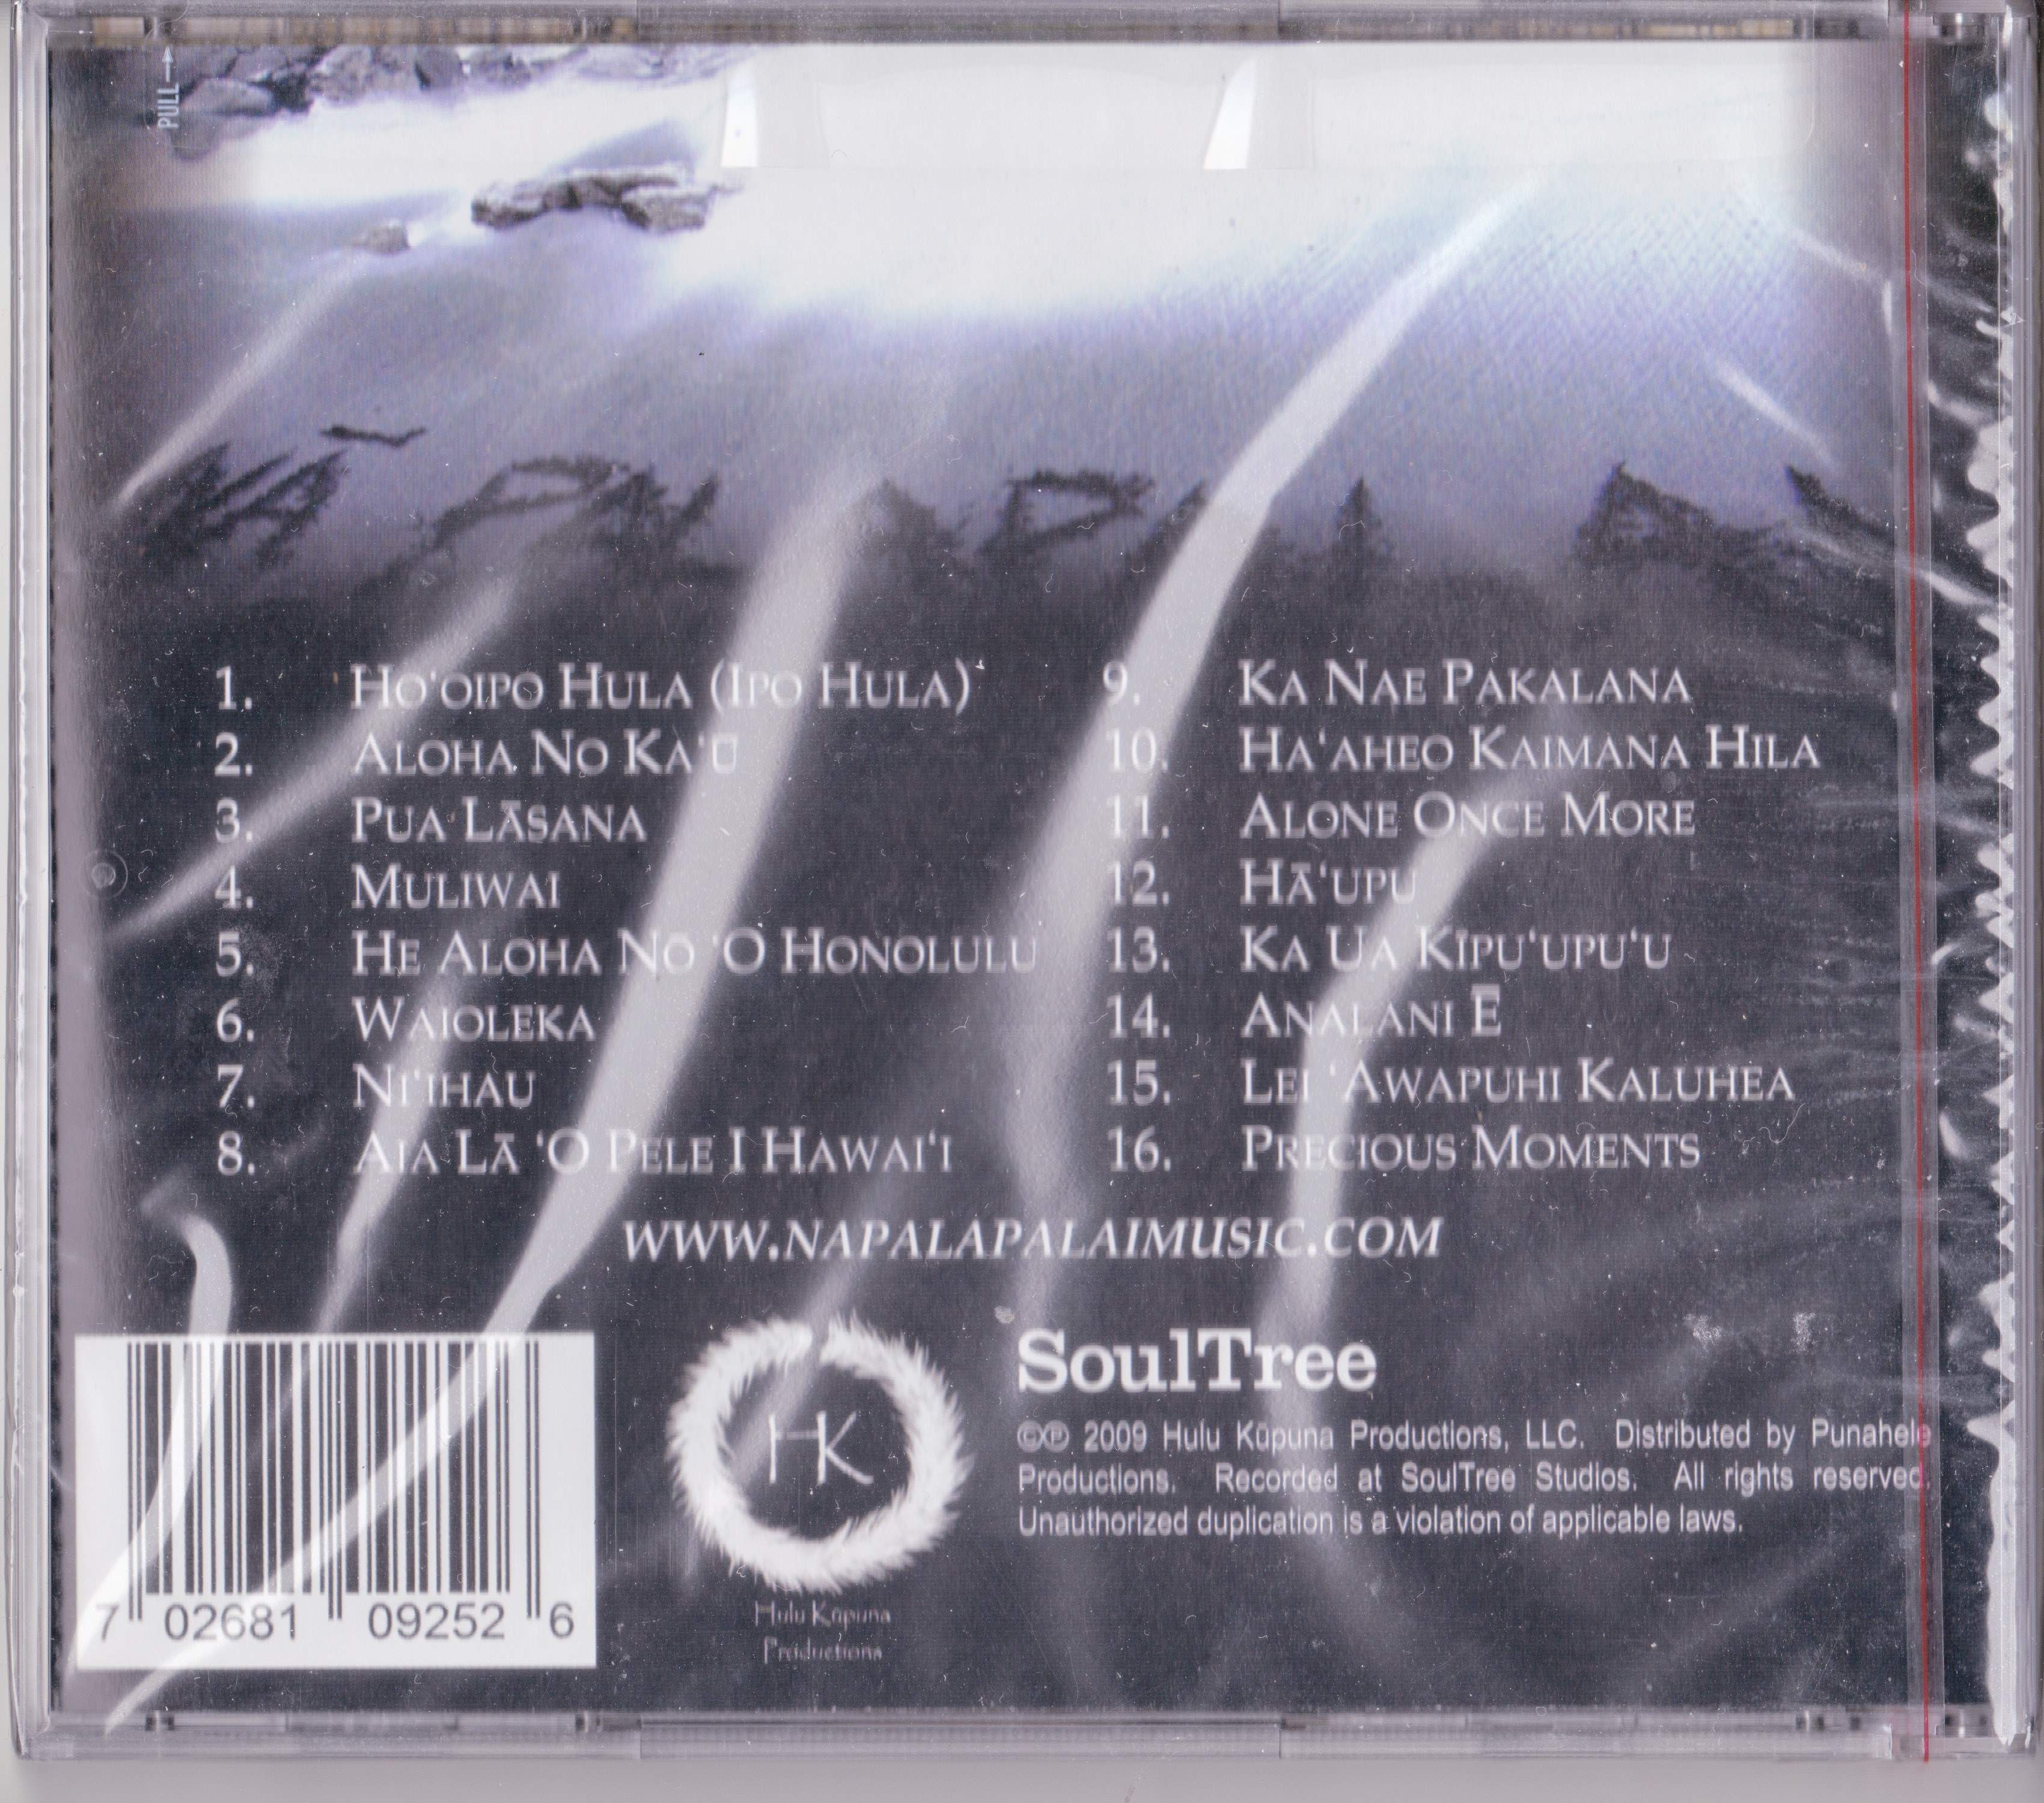 PULL→
1. HO‘OIPO HULA (IPO HULA)
2. ALOHA NO KA‘Ū
3. PUA LĀSANA
4. MULIWAI
5. HE ALOHA NŌ ‘O HONOLULU
6. WAIOLEKA
7. NI‘IHAU
8. AIA LĀ ‘O PELE I HAWAI‘I
9. KA NAE PAKALANA
10. HA‘AHEO KAIMANA HILA
11. ALONE ONCE MORE
12. HĀ‘UPU
13. KA UA KĪPU‘UPU‘U
14. ANALANI Ē
15. LEI ‘AWAPUHI KALUHEA
16. PRECIOUS MOMENTS
WWW.NAPALAPALAIMUSIC.COM
7 02681 09252 6
HK
Hulu Kūpuna
Productions
SoulTree
©℗ 2009 Hulu Kūpuna Productions, LLC. Distributed by Punahele
Productions. Recorded at SoulTree Studios. All rights reserved.
Unauthorized duplication is a violation of applicable laws.